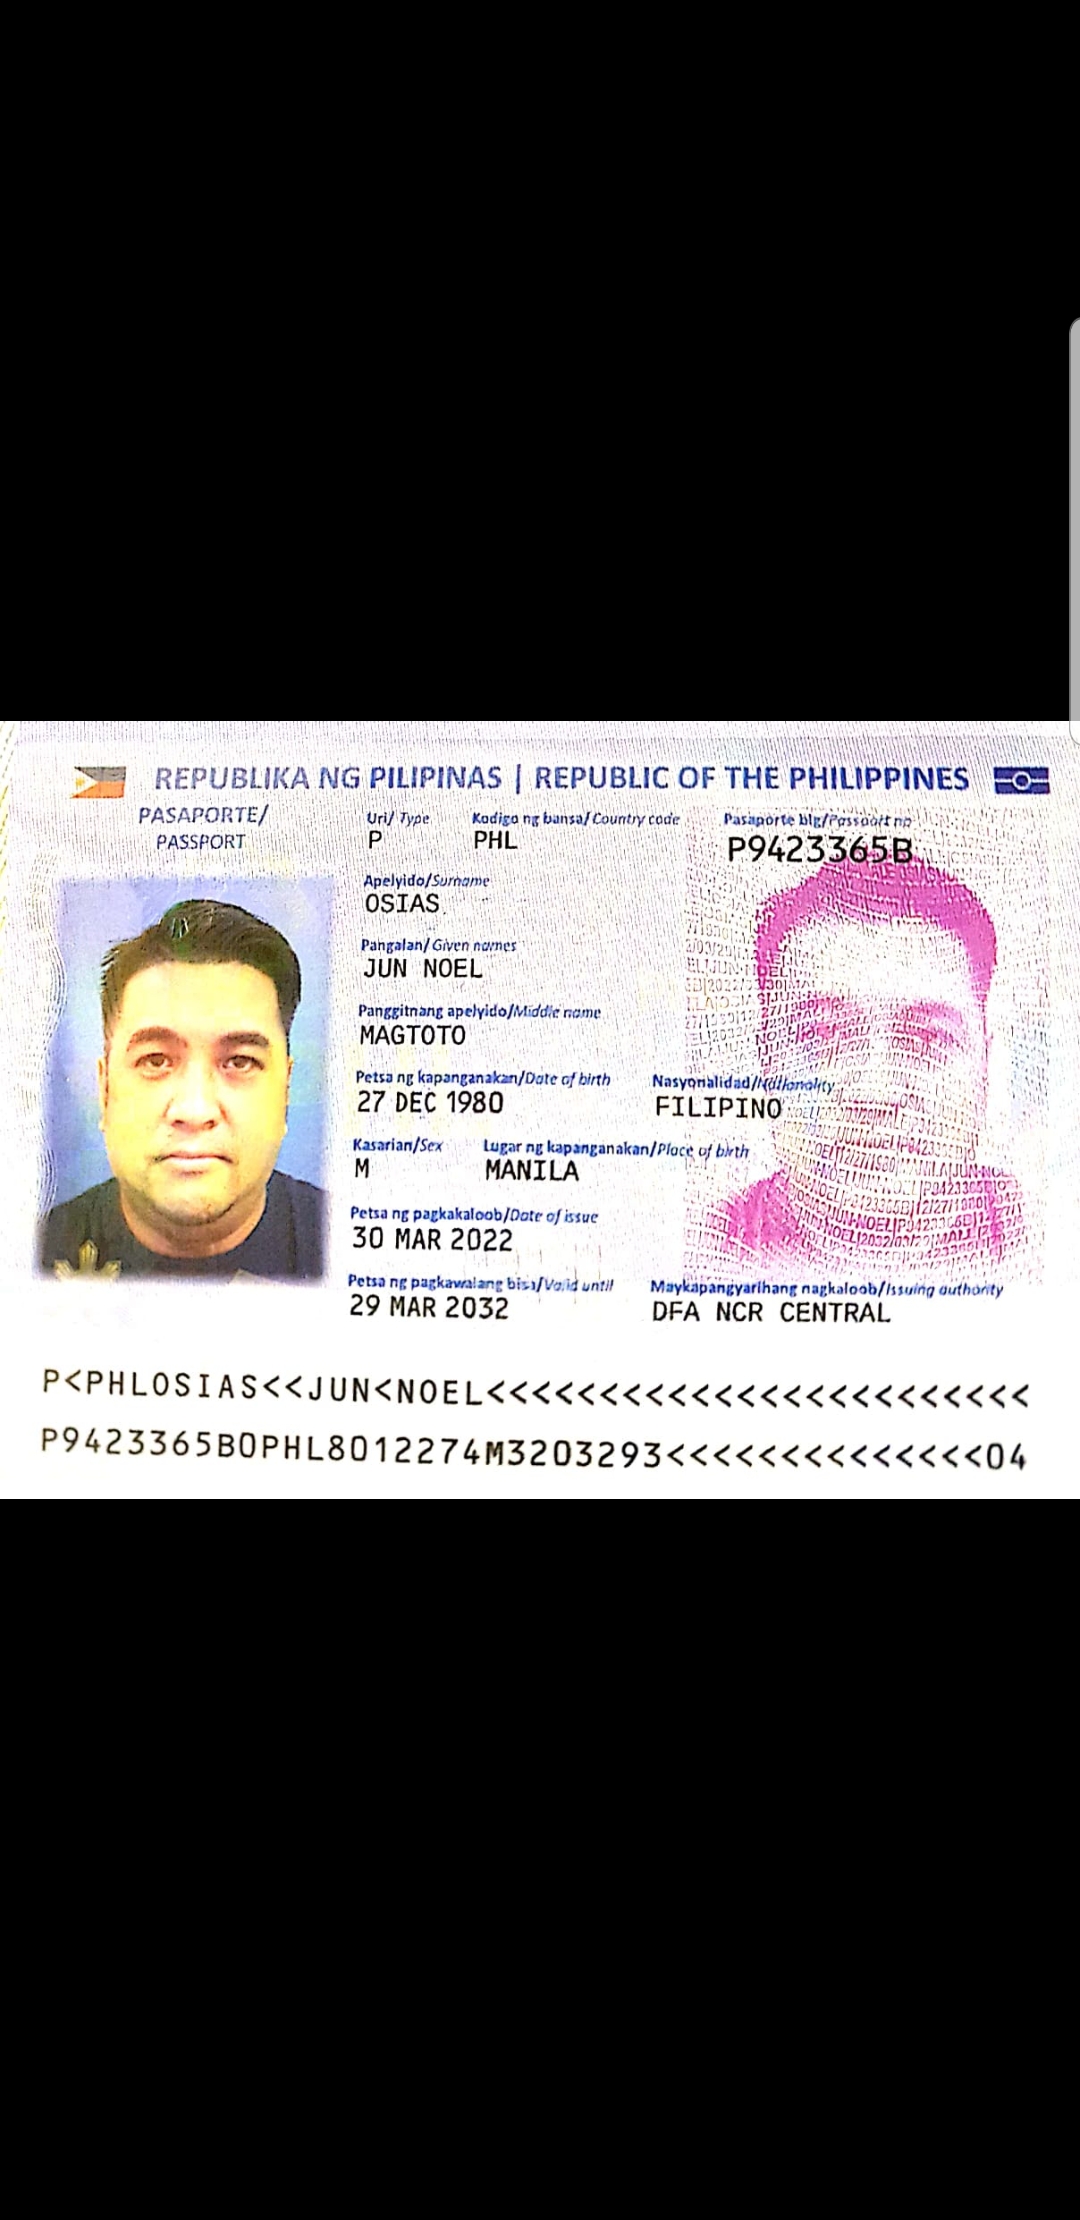 REPUBLIKA NG PILIPINAS | REPUBLIC OF THE PHILIPPINES
PASAPORTE/
PASSPORT
Uri/ Type
Kodigo ng bansa/ Country code
Pasaporte blg/Passport no
P
PHL
P9423365B
Apelyido/Surname
OSIAS
Pangalan/ Given names
JUN NOEL
Panggitnang apelyido/Middle name
MAGTOTO
Petsa ng kapanganakan/Date of birth
Nasyonalidad/Nationality
27 DEC 1980
FILIPINO
Kasarian/Sex
Lugar ng kapanganakan/Place of birth
M
MANILA
Petsa ng pagkakaloob/Date of issue
30 MAR 2022
Petsa ng pagkawalang bisa/Valid until
Maykapangyarihang nagkaloob/Issuing authority
29 MAR 2032
DFA NCR CENTRAL
P<PHLOSIAS<<JUN<NOEL<<<<<<<<<<<<<<<<<<<<<<<<
P9423365B0PHL8012274M3203293<<<<<<<<<<<<<<04